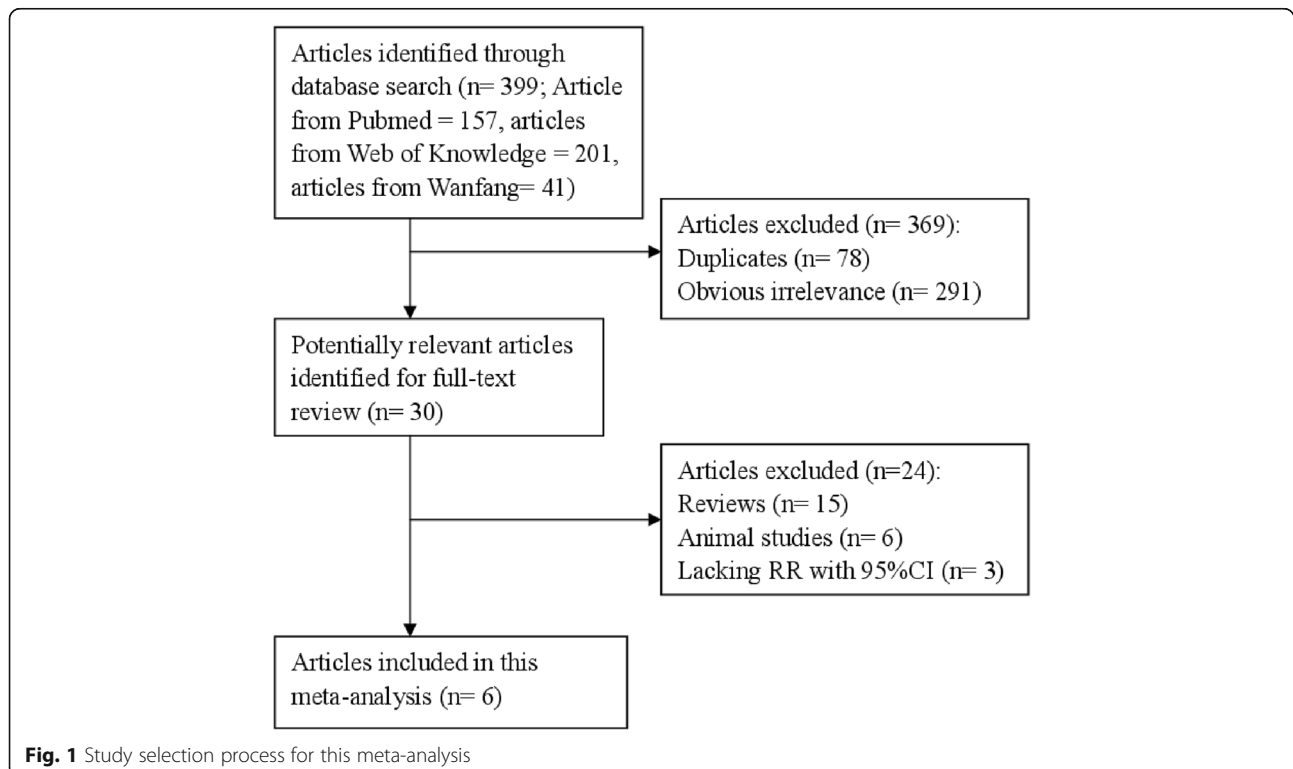 Articles identified through
database search (n= 399; Article
from Pubmed = 157, articles
from Web of Knowledge = 201,
articles from Wanfang= 41)
Articles excluded (n= 369):
Duplicates (n= 78)
Obvious irrelevance (n= 291)
Potentially relevant articles
identified for full-text
review (n= 30)
Articles excluded (n=24):
Reviews (n= 15)
Animal studies (n= 6)
Lacking RR with 95%CI (n= 3)
Articles included in this
meta-analysis (n= 6)
Fig. 1 Study selection process for this meta-analysis